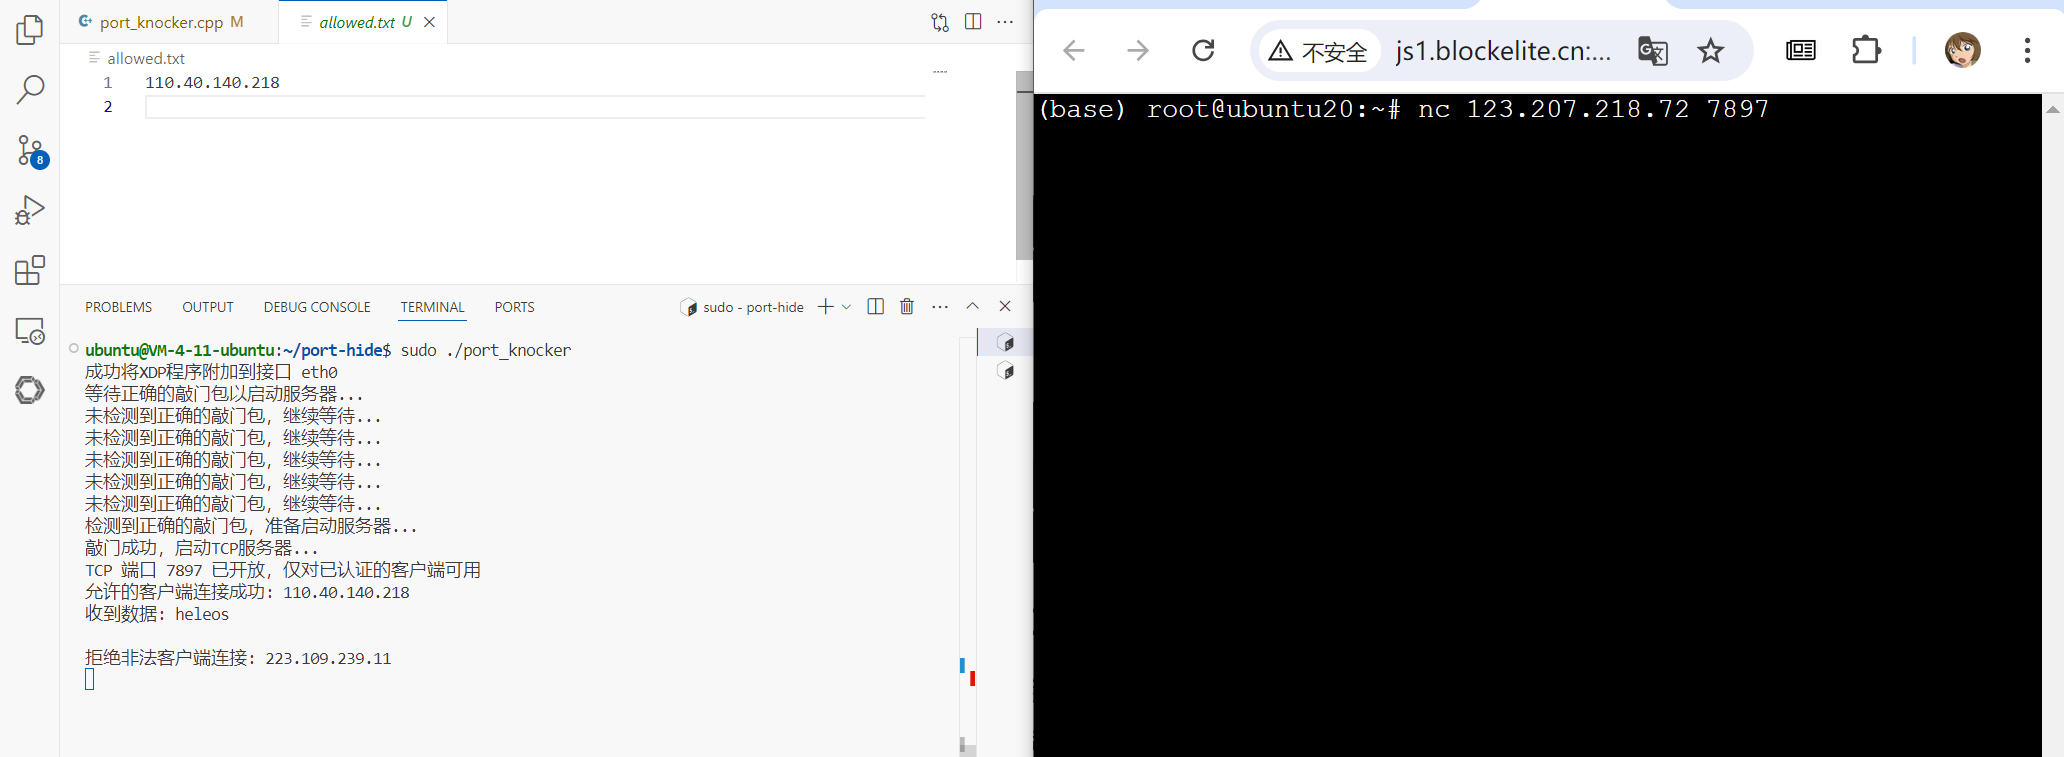 port_knocker.cpp M
allowed.txt U
allowed.txt
1 110.40.140.218
2
8
PROBLEMS OUTPUT DEBUG CONSOLE TERMINAL PORTS
sudo - port-hide
ubuntu@VM-4-11-ubuntu:~/port-hide$ sudo ./port_knocker
成功将XDP程序附加到接口 eth0
等待正确的敲门包以启动服务器...
未检测到正确的敲门包，继续等待...
未检测到正确的敲门包，继续等待...
未检测到正确的敲门包，继续等待...
未检测到正确的敲门包，继续等待...
未检测到正确的敲门包，继续等待...
检测到正确的敲门包，准备启动服务器...
敲门成功，启动TCP服务器...
TCP 端口 7897 已开放，仅对已认证的客户端可用
允许的客户端连接成功: 110.40.140.218
收到数据: heleos
拒绝非法客户端连接: 223.109.239.11
不安全 js1.blockelite.cn:...
(base) root@ubuntu20:~# nc 123.207.218.72 7897